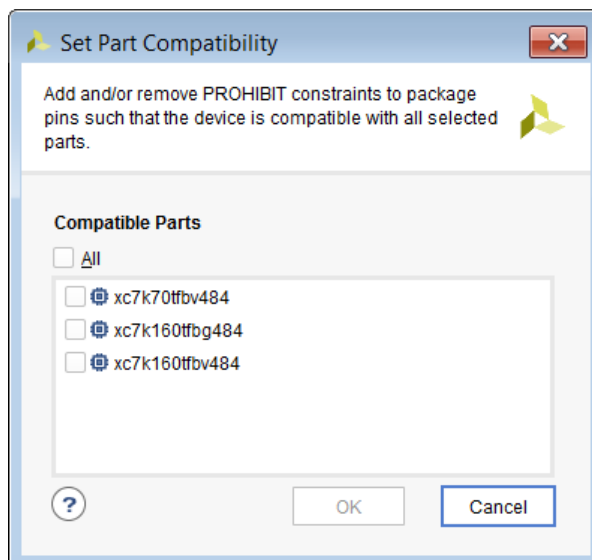 Set Part Compatibility
Add and/or remove PROHIBIT constraints to package
pins such that the device is compatible with all selected
parts.
Compatible Parts
All
xc7k70tfbv484
xc7k160tfbg484
xc7k160tfbv484
?
OK
Cancel